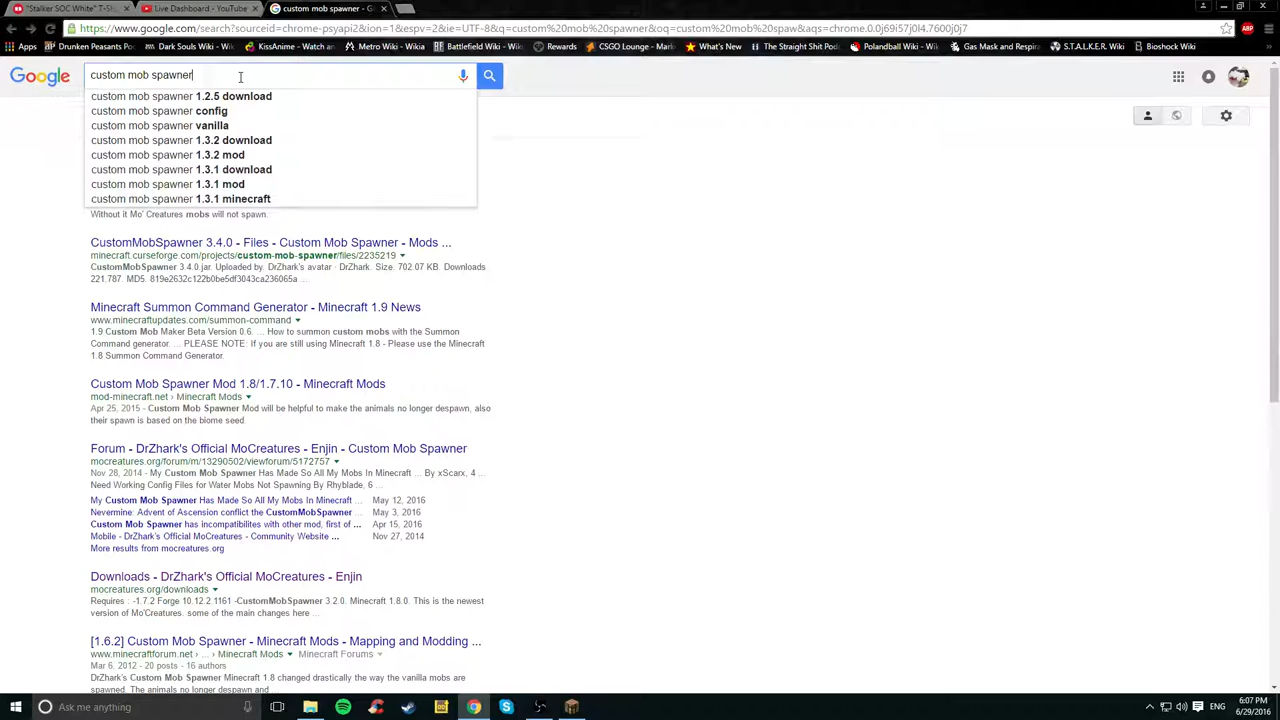 "Stalker SOC White" T-Sh
Live Dashboard - YouTube
custom mob spawner - G
https://www.google.com/search?sourceid=chrome-psyapi2&ion=1&espv=2&ie=UTF-8&q=custom%20mob%20spawner&oq=custom%20mob%20spaw&aqs=chrome.0.0j69i57j0l4.7600j0j7
Apps
Drunken Peasants Po
Dark Souls Wiki -
KissAnime - Watch an
Metro Wiki - Wikia
Battlefield Wiki -
Rewards
CSGO Lounge - Mark
What's New
The Straight Shit Pod
Polandball Wiki - W
Gas Mask and Respira
S.T.A.L.K.E.R. Wiki
Bioshock Wiki
Google
custom mob spawner
custom mob spawner 1.2.5 download
custom mob spawner config
custom mob spawner vanilla
custom mob spawner 1.3.2 download
custom mob spawner 1.3.2 mod
custom mob spawner 1.3.1 download
custom mob spawner 1.3.1 mod
custom mob spawner 1.3.1 minecraft
Without it Mo' Creatures mobs will not spawn.
CustomMobSpawner 3.4.0 - Files - Custom Mob Spawner - Mods ...
minecraft.curseforge.com/projects/custom-mob-spawner/files/2235219
CustomMobSpawner 3.4.0.jar. Uploaded by. DrZhark's avatar · DrZhark. Size. 702.07 KB. Downloads
221,787. MD5. 819e2632c122b0be5df3043ca236065a ...
Minecraft Summon Command Generator - Minecraft 1.9 News
www.minecraftupdates.com/summon-command
1.9 Custom Mob Maker Beta Version 0.6. ... How to summon custom mobs with the Summon
Command generator. ... PLEASE NOTE: If you are still using Minecraft 1.8 - Please use the Minecraft
1.8 Summon Command Generator.
Custom Mob Spawner Mod 1.8/1.7.10 - Minecraft Mods
mod-minecraft.net › Minecraft Mods
Apr 25, 2015 - Custom Mob Spawner Mod will be helpful to make the animals no longer despawn, also
their spawn is based on the biome seed.
Forum - DrZhark's Official MoCreatures - Enjin - Custom Mob Spawner
mocreatures.org/forum/m/13290502/viewforum/5172757
Nov 28, 2014 - My Custom Mob Spawner Has Made So All My Mobs In Minecraft ... By xScarx, 4 ...
Need Working Config Files for Water Mobs Not Spawning By Rhyblade, 6 ...
My Custom Mob Spawner Has Made So All My Mobs In Minecraft ... May 12, 2016
Nevermine: Advent of Ascension conflict the CustomMobSpawner ... May 3, 2016
Custom Mob Spawner has incompatibilites with other mod, first of ... Apr 15, 2016
Mobile - DrZhark's Official MoCreatures - Community Website ... Nov 27, 2014
More results from mocreatures.org
Downloads - DrZhark's Official MoCreatures - Enjin
mocreatures.org/downloads
Requires : -1.7.2 Forge 10.12.2 1161 -CustomMobSpawner 3.2.0. Minecraft 1.8.0. This is the newest
version of Mo'Creatures. some of the main changes here ...
[1.6.2] Custom Mob Spawner - Minecraft Mods - Mapping and Modding ...
www.minecraftforum.net › ... › Minecraft Mods Minecraft Forums
Mar 6, 2012 - 20 posts - 16 authors
DrZhark's Custom Mob Spawner Minecraft 1.8 changed drastically the way the vanilla mobs are
spawned. The animals no longer despawn and
Ask me anything
6:07 PM
6/29/2016